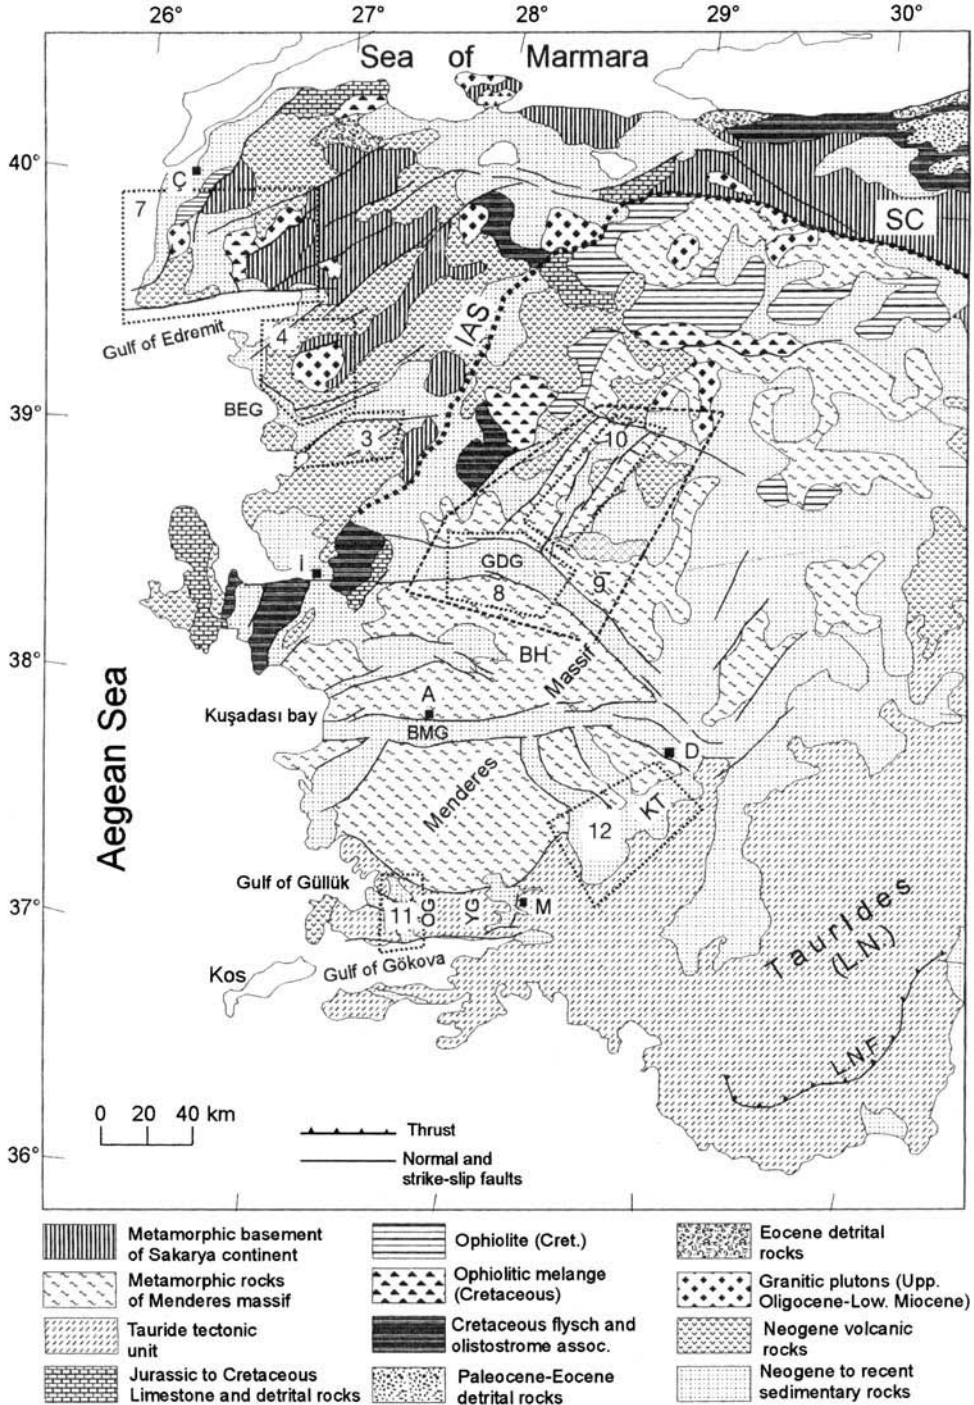 26° 27° 28° 29° 30°
Sea of Marmara
40°
Ç
7
SC
Gulf of Edremit
4
IAS
39°
BEG
3
10
İ
GDG
8
9
38°
BH
Massif
A
Kuşadası bay
BMG
D
Aegean Sea
Menderes
KT
12
Gulf of Güllük
37°
11
OG
YG
M
Taurides
(L.N.)
Gulf of Gökova
Kos
L.N.F.
0 20 40 km
Thrust
36°
Normal and
strike-slip faults
Metamorphic basement
of Sakarya continent
Metamorphic rocks
of Menderes massif
Tauride tectonic
unit
Jurassic to Cretaceous
Limestone and detrital rocks
Ophiolite (Cret.)
Ophiolitic melange
(Cretaceous)
Cretaceous flysch and
olistostrome assoc.
Paleocene-Eocene
detrital rocks
Eocene detrital
rocks
Granitic plutons (Upp.
Oligocene-Low. Miocene)
Neogene volcanic
rocks
Neogene to recent
sedimentary rocks